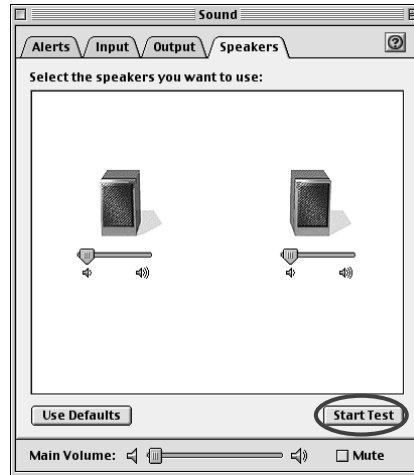 Sound
Alerts Input Output Speakers ?
Select the speakers you want to use:
Use Defaults Start Test
Main Volume: Mute